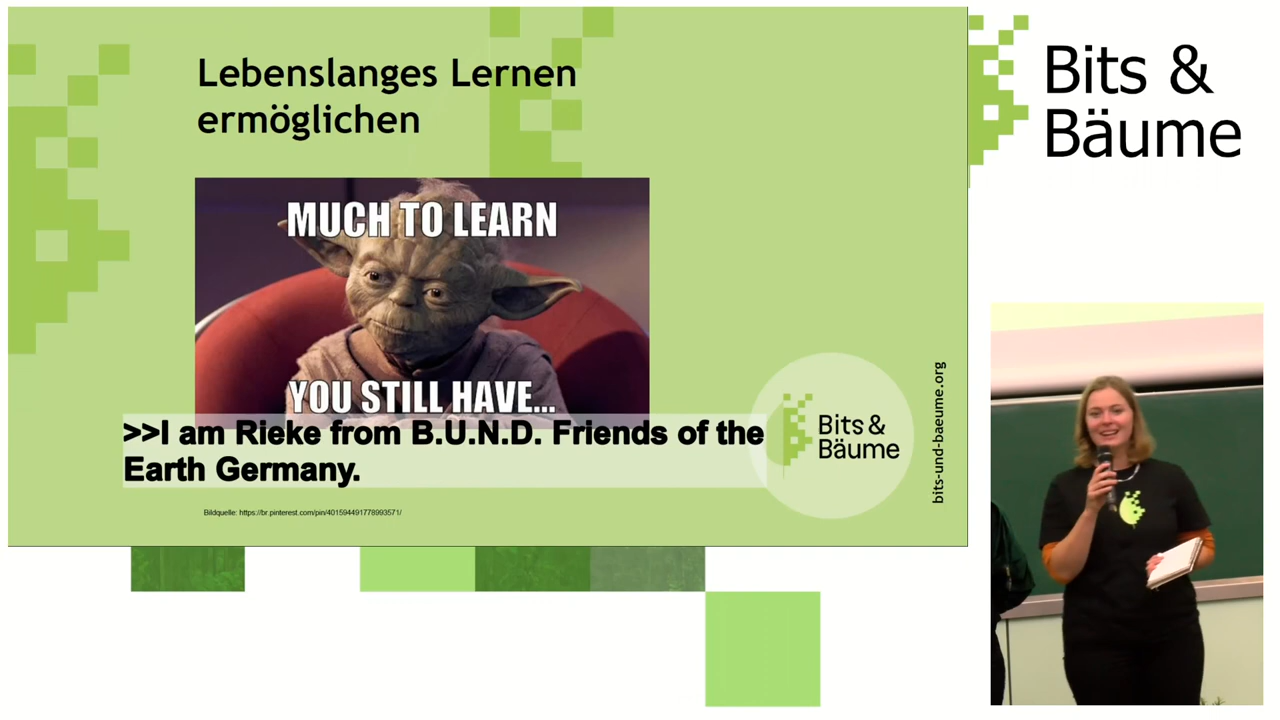 Lebenslanges Lernen
ermöglichen
MUCH TO LEARN
YOU STILL HAVE...
>>I am Rieke from B.U.N.D. Friends of the
Earth Germany.
Bildquelle: https://br.pinterest.com/pin/401594491778993571/
Bits &
Bäume
bits-und-baeume.org
Bits &
Bäume